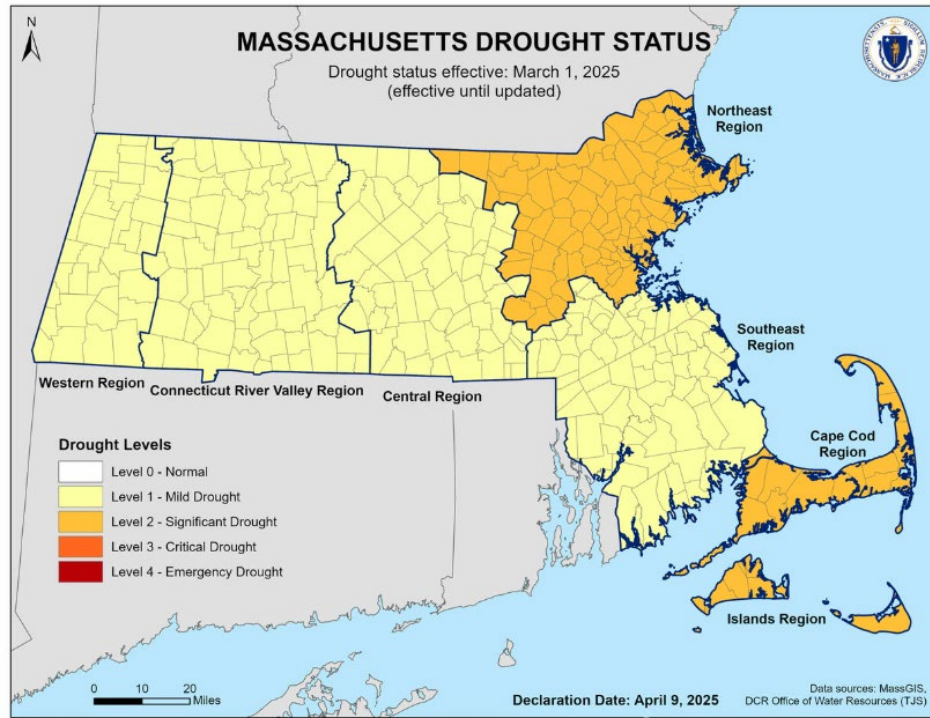 N
MASSACHUSETTS DROUGHT STATUS
Drought status effective: March 1, 2025
(effective until updated)
Northeast
Region
Southeast
Region
Western Region
Connecticut River Valley Region
Central Region
Cape Cod
Region
Islands Region
Drought Levels
Level 0 - Normal
Level 1 - Mild Drought
Level 2 - Significant Drought
Level 3 - Critical Drought
Level 4 - Emergency Drought
0 10 20
Miles
Declaration Date: April 9, 2025
Data sources: MassGIS,
DCR Office of Water Resources (TJS)